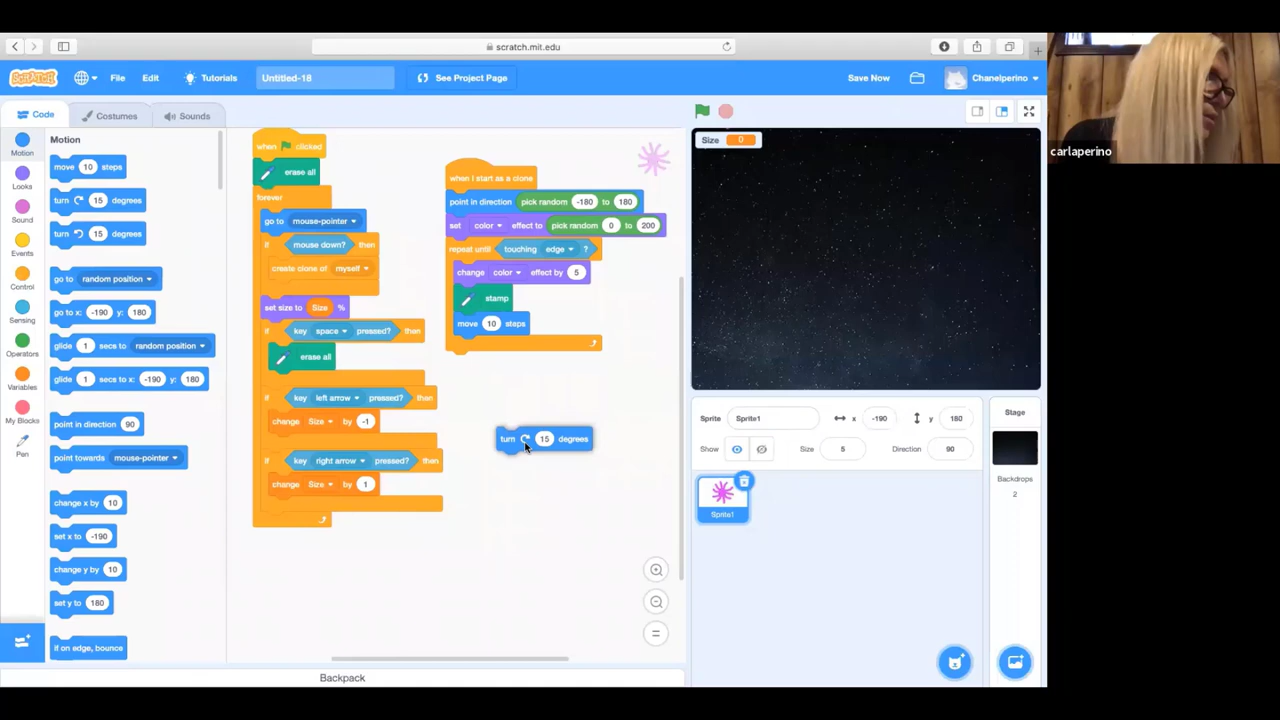 scratch.mit.edu
SCRATCH
File
Edit
Tutorials
Untitled-18
See Project Page
Save Now
Chanelperino
carlaperino
Code
Costumes
Sounds
Motion
Looks
Sound
Events
Control
Sensing
Operators
Variables
My Blocks
Pen
Motion
move 10 steps
turn 15 degrees
turn 15 degrees
go to random position
go to x: -190 y: 180
glide 1 secs to random position
glide 1 secs to x: -190 y: 180
point in direction 90
point towards mouse-pointer
change x by 10
set x to -190
change y by 10
set y to 180
if on edge, bounce
when clicked
erase all
forever
go to mouse-pointer
if mouse down? then
create clone of myself
set size to Size %
if key space pressed? then
erase all
if key left arrow pressed? then
change Size by -1
if key right arrow pressed? then
change Size by 1
when I start as a clone
point in direction pick random -180 to 180
set color effect to pick random 0 to 200
repeat until touching edge ?
change color effect by 5
stamp
move 10 steps
turn 15 degrees
Size 0
Sprite Sprite1 x -190 y 180
Show Size 5 Direction 90
Sprite1
Stage
Backdrops
2
Backpack